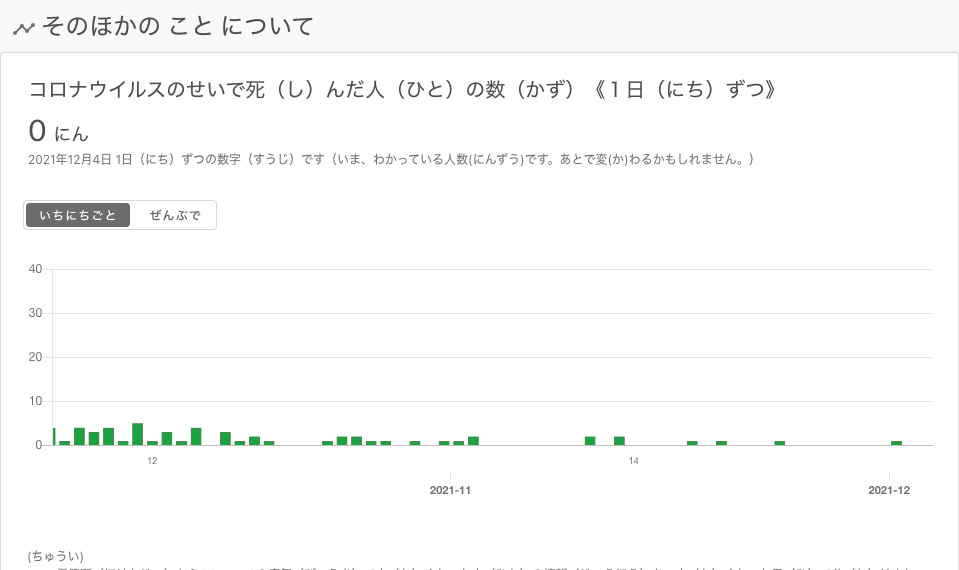 そのほかの こと について
コロナウイルスのせいで死（し）んだ人（ひと）の数（かず）《１日（にち）ずつ》
0 にん
2021年12月4日 1日（にち）ずつの数字（すうじ）です（いま、わかっている人数(にんずう)です。あとで変(か)わるかもしれません。）
いちにちごと ぜんぶで
40
30
20
10
0
12 14
2021-11 2021-12
(ちゅうい)